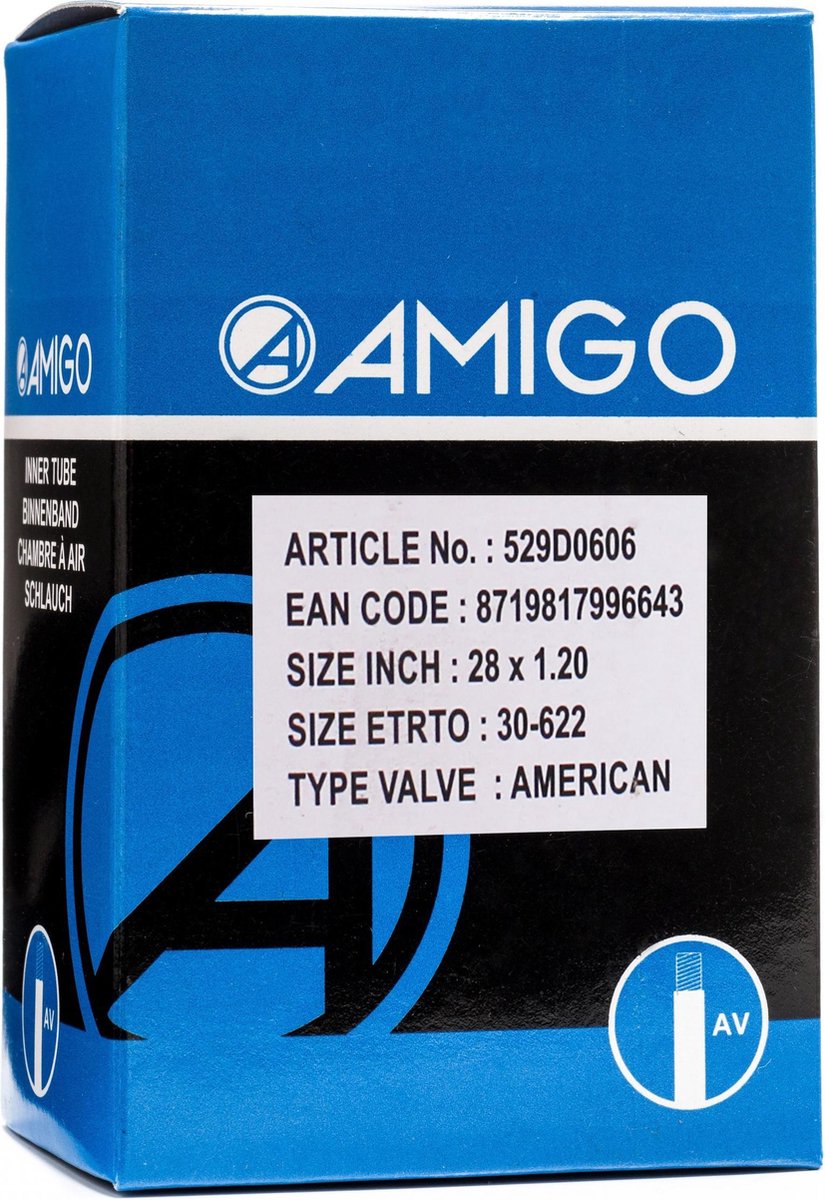 AMIGO
AMIGO
INNER TUBE
BINNENBAND
CHAMBRE À AIR
SCHLAUCH
ARTICLE No. : 529D0606
EAN CODE : 8719817996643
SIZE INCH : 28 x 1.20
SIZE ETRTO : 30-622
TYPE VALVE : AMERICAN
AV
AV